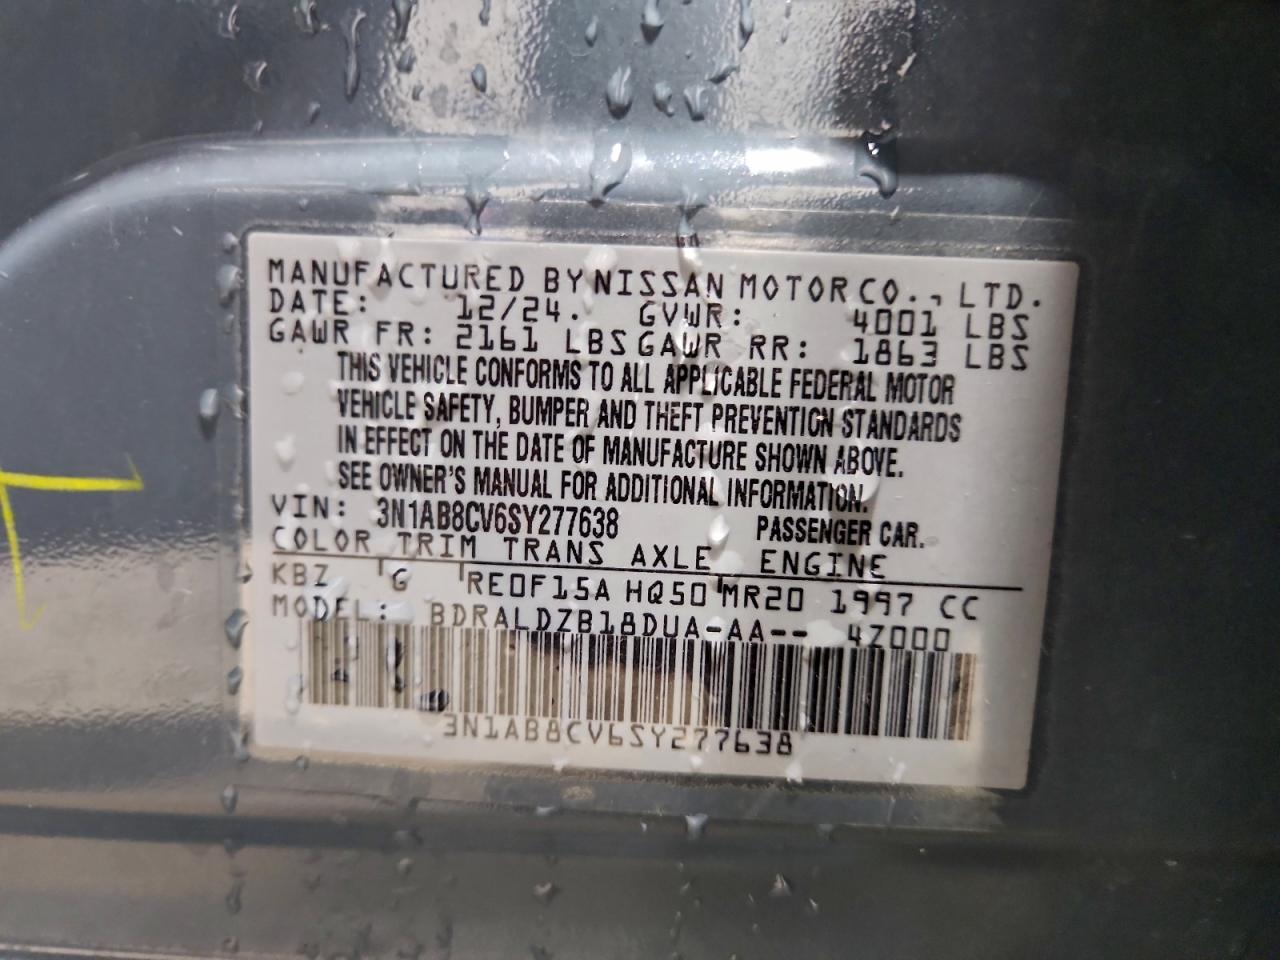 MANUFACTURED BY NISSAN MOTOR CO., LTD.
DATE: 12/24. GVWR: 4001 LBS
GAWR FR: 2161 LBS GAWR RR: 1863 LBS
THIS VEHICLE CONFORMS TO ALL APPLICABLE FEDERAL MOTOR
VEHICLE SAFETY, BUMPER AND THEFT PREVENTION STANDARDS
IN EFFECT ON THE DATE OF MANUFACTURE SHOWN ABOVE.
SEE OWNER'S MANUAL FOR ADDITIONAL INFORMATION.
VIN: 3N1AB8CV6SY277638 PASSENGER CAR.
COLOR TRIM TRANS AXLE ENGINE
KBZ G RE0F15A HQ50 MR20 1997 CC
MODEL: BDRALDZB18DUA-AA-- 4Z000
3N1AB8CV6SY277638